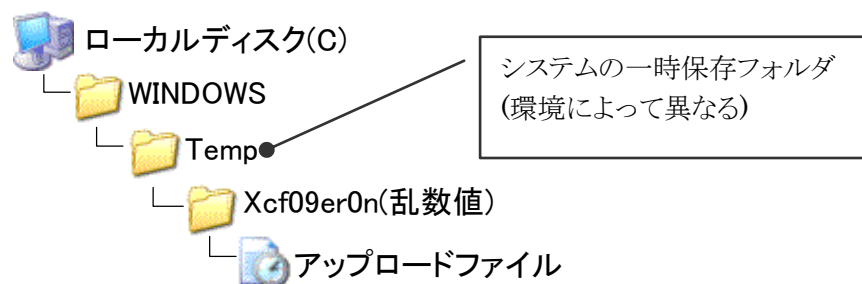 ローカルディスク(C)
WINDOWS
Temp
Xcf09er0n(乱数値)
アップロードファイル
システムの一時保存フォルダ
(環境によって異なる)